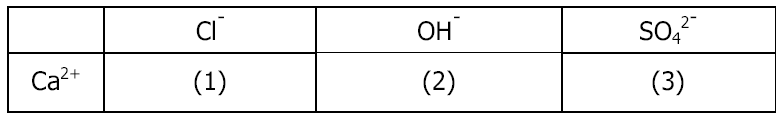 Cl⁻ OH⁻ SO₄²⁻
Ca²⁺ (1) (2) (3)